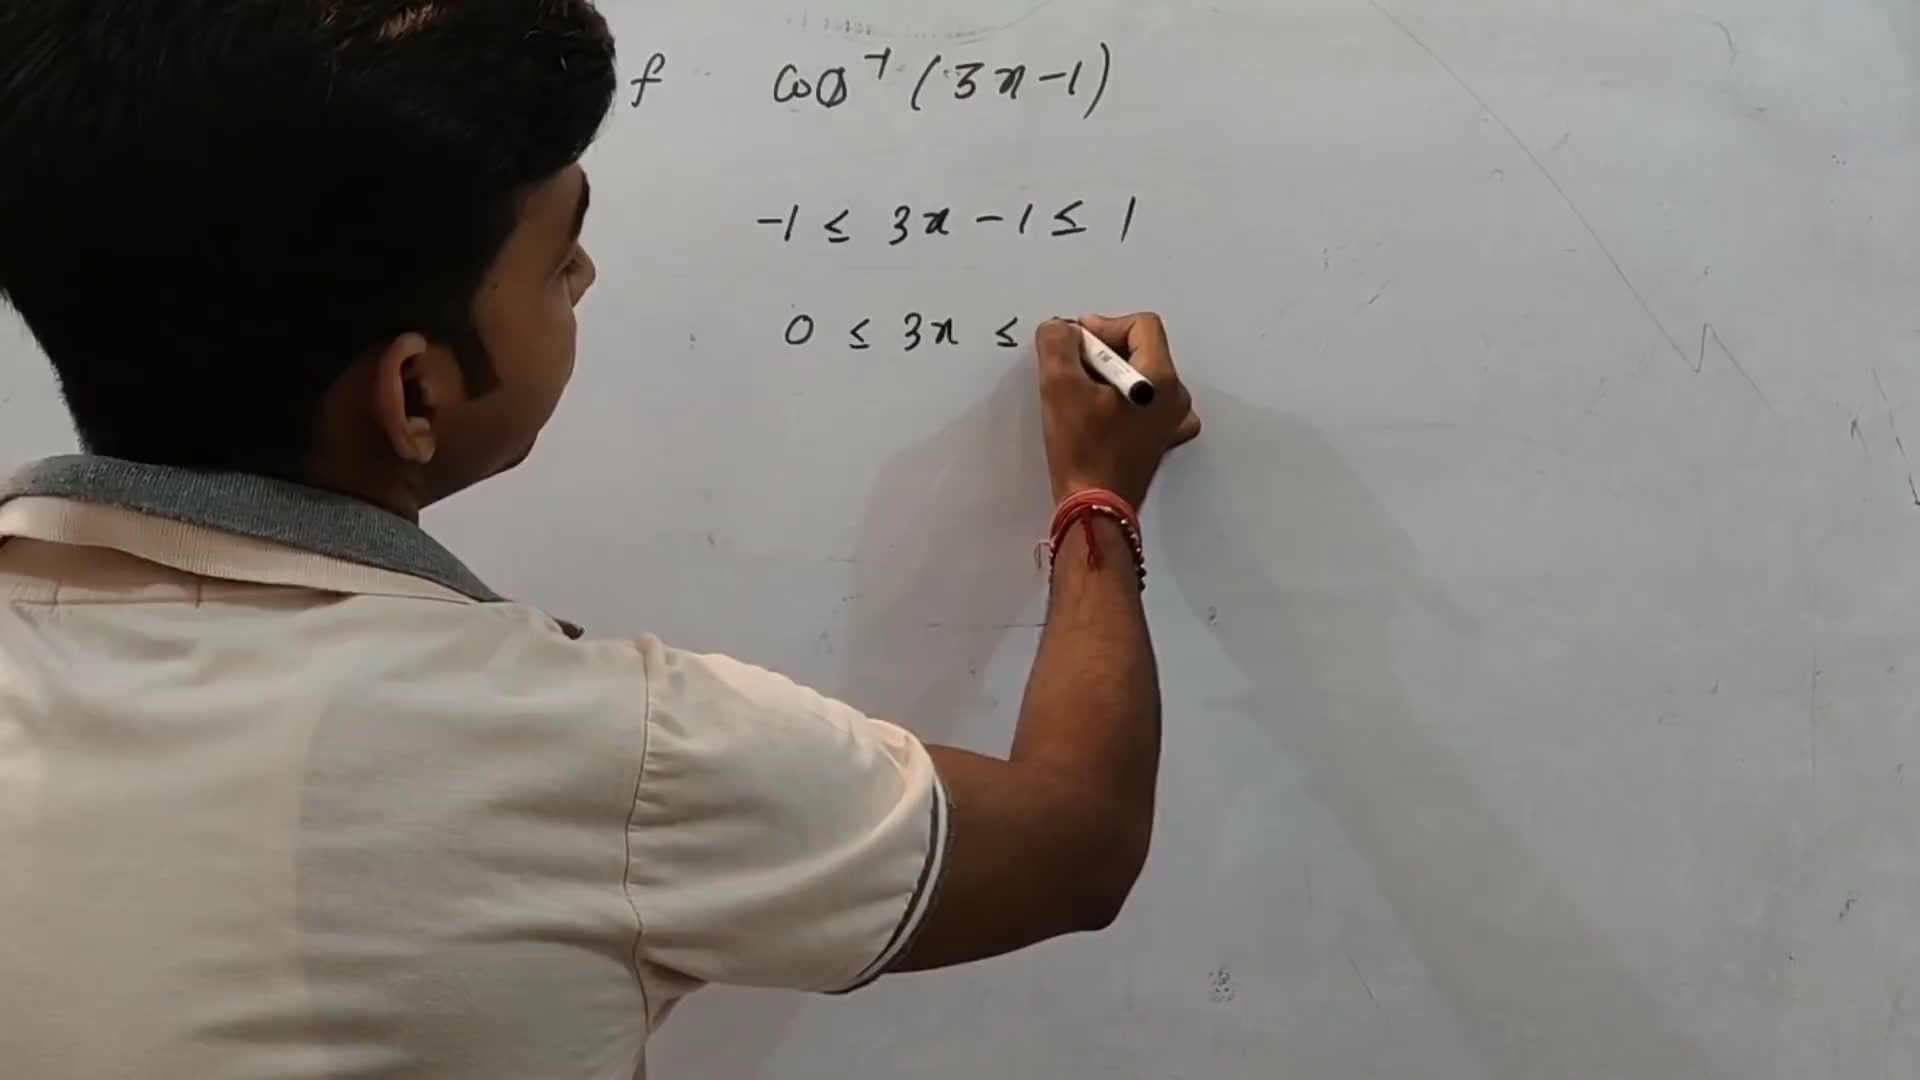 f cos⁻¹ (3x-1)
-1 ≤ 3x - 1 ≤ 1
0 ≤ 3x ≤